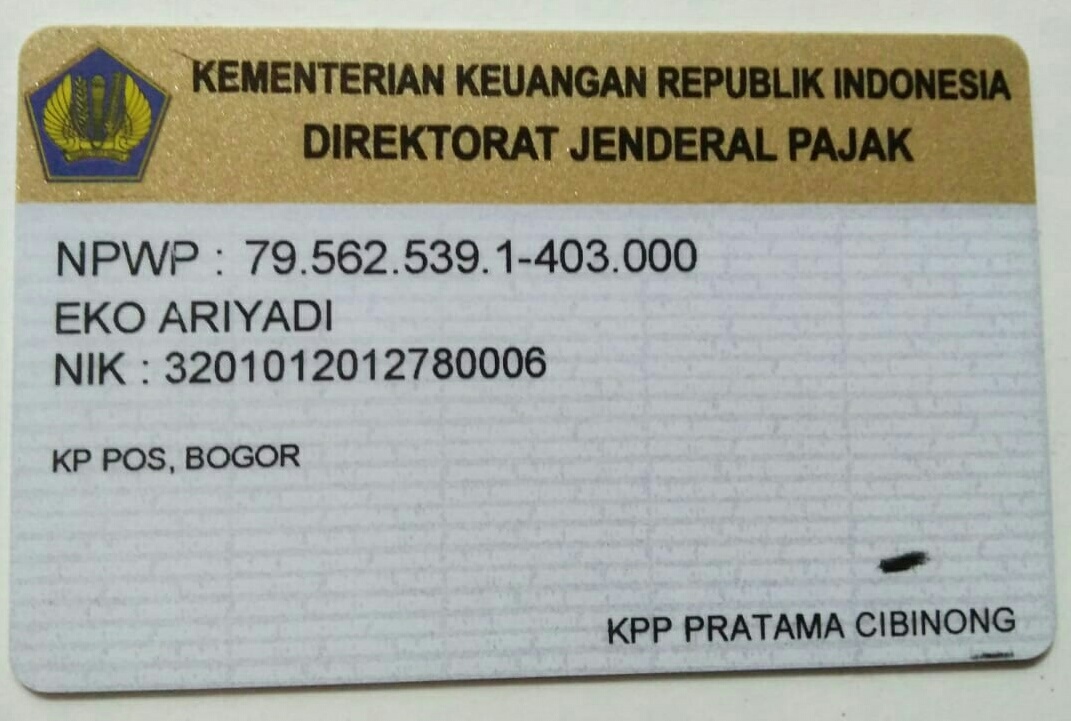 KEMENTERIAN KEUANGAN REPUBLIK INDONESIA
DIREKTORAT JENDERAL PAJAK
NPWP : 79.562.539.1-403.000
EKO ARIYADI
NIK : 3201012012780006
KP POS, BOGOR
KPP PRATAMA CIBINONG